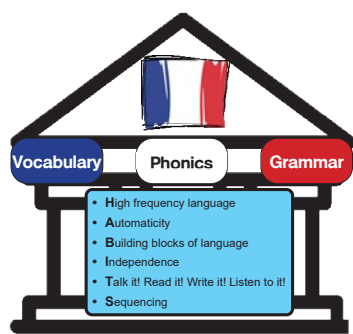 Vocabulary Phonics Grammar
• High frequency language
• Automaticity
• Building blocks of language
• Independence
• Talk it! Read it! Write it! Listen to it!
• Sequencing